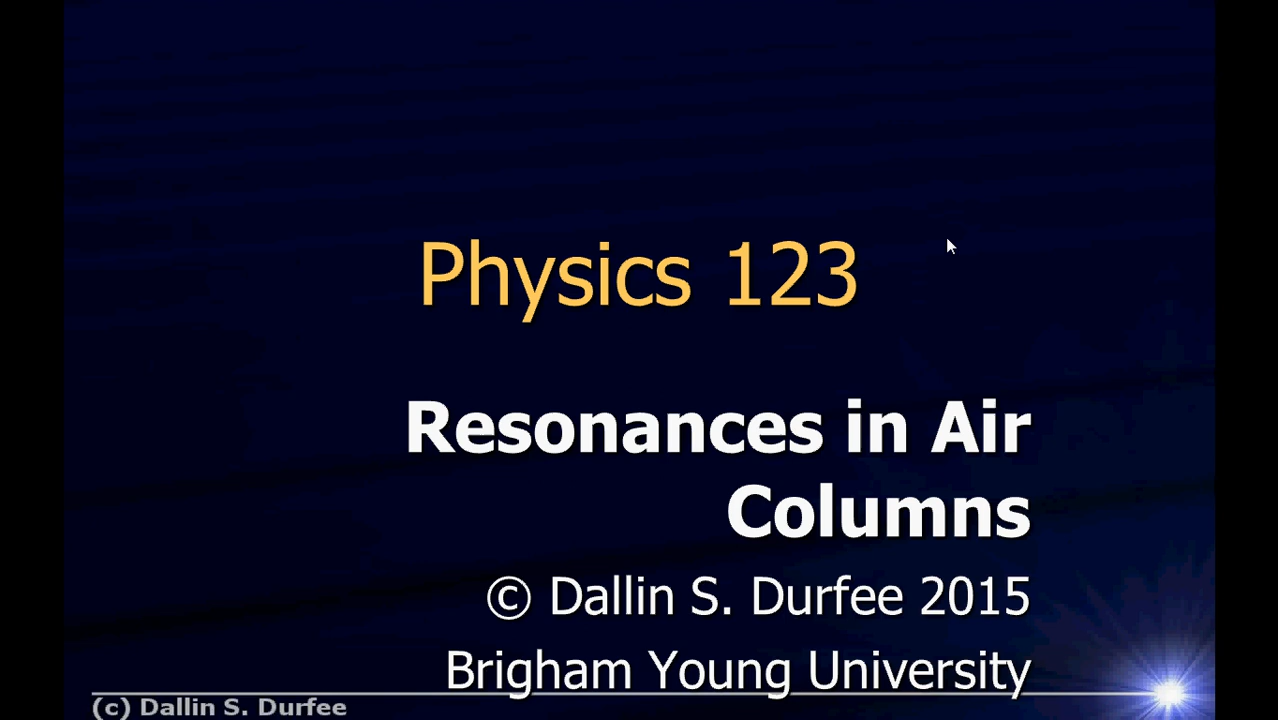 Physics 123
Resonances in Air
Columns
© Dallin S. Durfee 2015
Brigham Young University
(c) Dallin S. Durfee